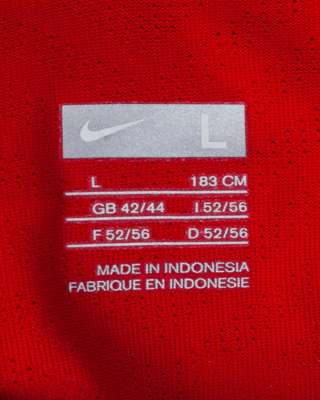 L
L 183 CM
GB 42/44 I 52/56
F 52/56 D 52/56
MADE IN INDONESIA
FABRIQUE EN INDONESIE